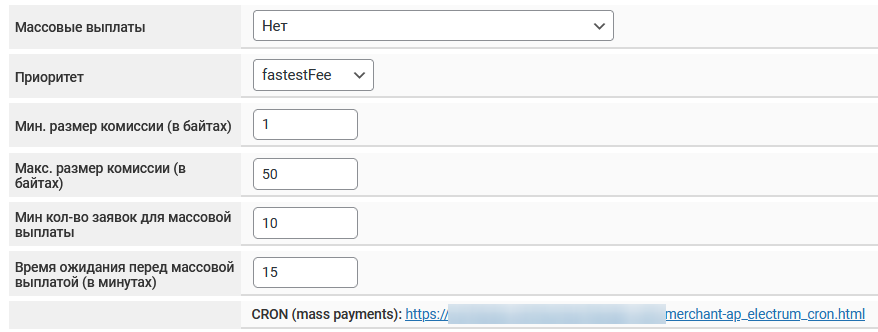 Массовые выплаты
Нет
Приоритет
fastestFee
Мин. размер комиссии (в байтах)
1
Макс. размер комиссии (в
байтах)
50
Мин кол-во заявок для массовой
выплаты
10
Время ожидания перед массовой
выплатой (в минутах)
15
CRON (mass payments): https:// merchant-ap_electrum_cron.html